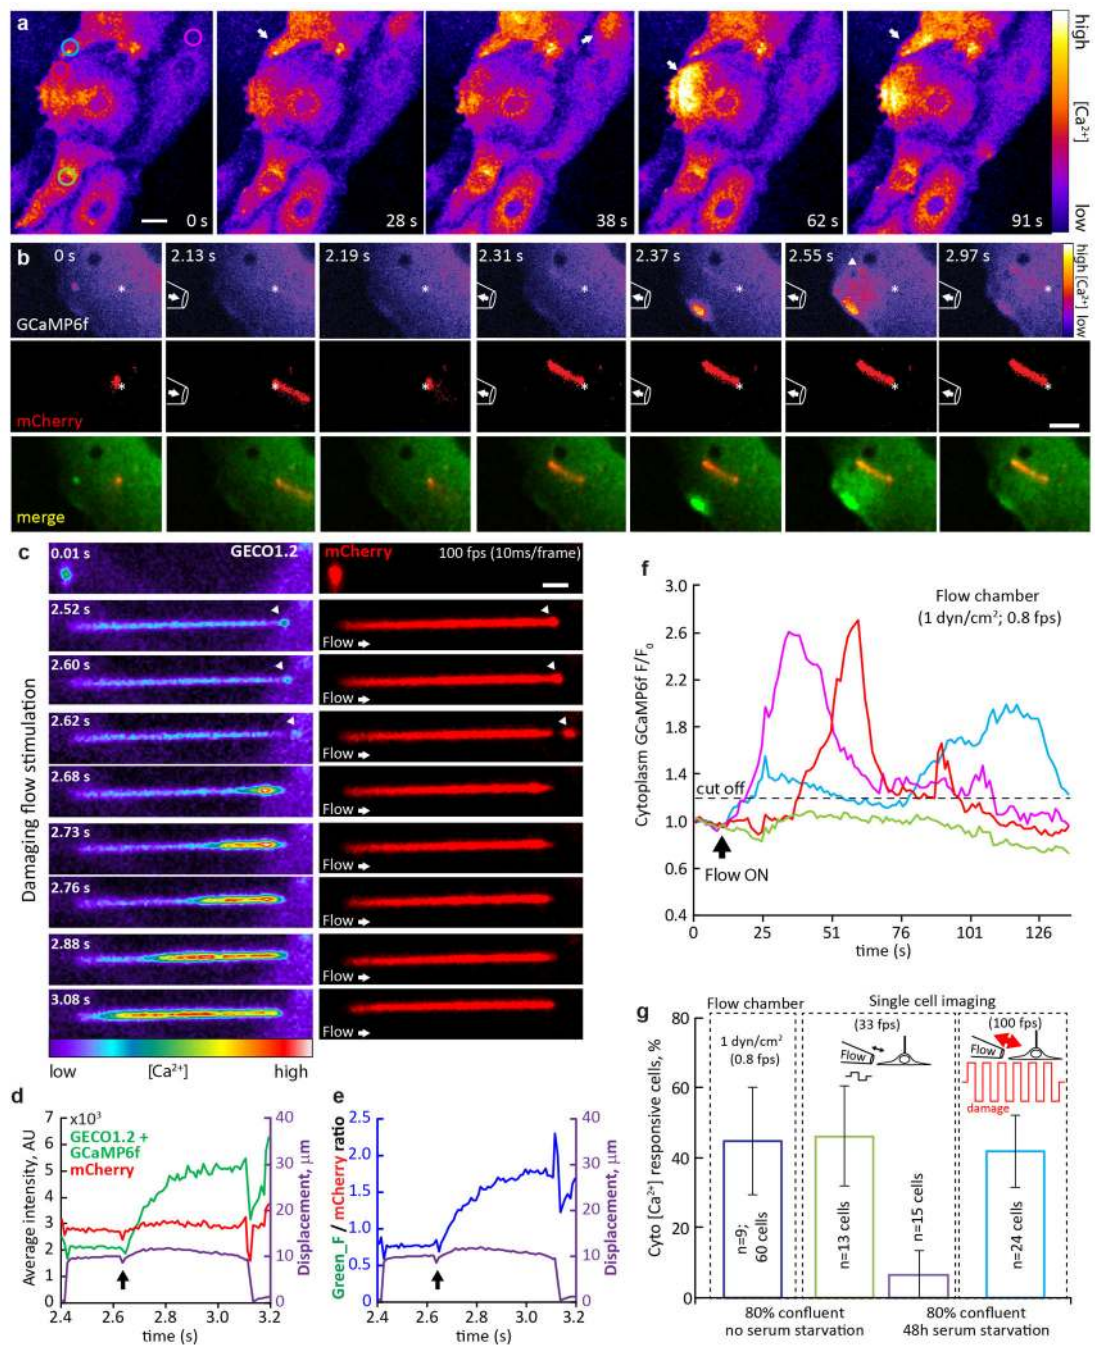 a
0 s
28 s
38 s
62 s
91 s
high
[Ca²⁺]
low
b
0 s
2.13 s
2.19 s
2.31 s
2.37 s
2.55 s
2.97 s
GCaMP6f
high [Ca²⁺]
low
mCherry
merge
c
Damaging flow stimulation
0.01 s
GECO1.2
mCherry
100 fps (10ms/frame)
2.52 s
Flow
2.60 s
Flow
2.62 s
Flow
2.68 s
Flow
2.73 s
Flow
2.76 s
Flow
2.88 s
Flow
3.08 s
Flow
low
[Ca²⁺]
high
d
Average intensity, AU
x10³
7
6
5
4
3
2
1
0
GECO1.2 +
GCaMP6f
mCherry
40
30
20
10
0
Displacement, µm
2.4
2.6
2.8
3.0
3.2
time (s)
e
Green_F / mCherry ratio
2.5
2.0
1.5
1.0
0.5
0.0
40
30
20
10
0
Displacement, µm
2.4
2.6
2.8
3.0
3.2
time (s)
f
Cytoplasm GCaMP6f F/F₀
3.0
2.6
2.2
1.8
1.4
1.0
0.6
0.4
Flow chamber
(1 dyn/cm²; 0.8 fps)
cut off
Flow ON
0
25
51
76
101
126
time (s)
g
Cyto [Ca²⁺] responsive cells, %
80
60
40
20
0
Flow chamber
Single cell imaging
1 dyn/cm²
(0.8 fps)
(33 fps)
Flow
(100 fps)
Flow
damage
n=9;
60 cells
n=13 cells
n=15 cells
n=24 cells
80% confluent
no serum starvation
80% confluent
48h serum starvation